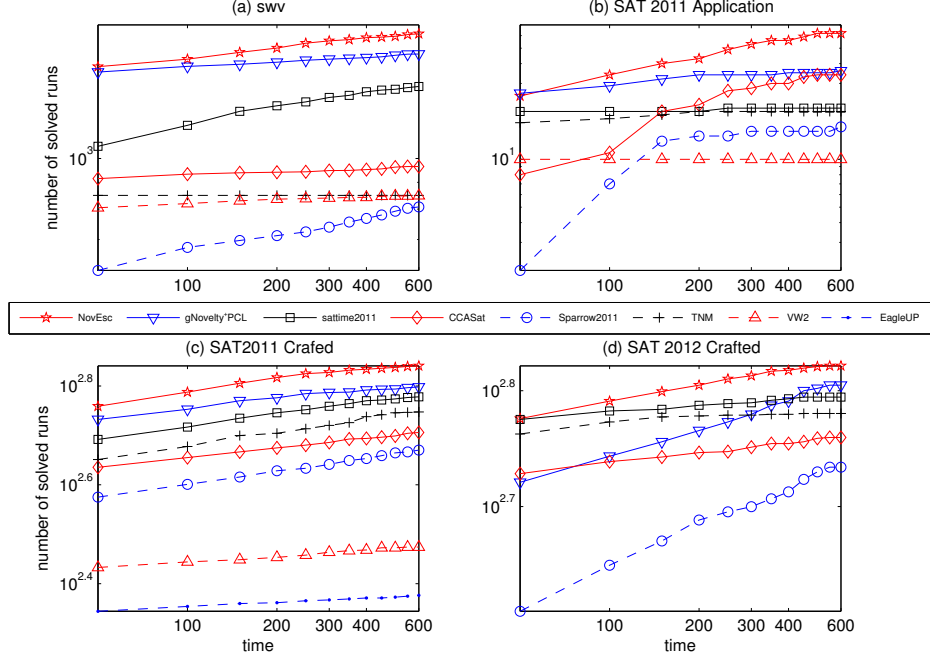 (a) swv
(b) SAT 2011 Application
number of solved runs
10^3
10^1
100 200 300 400 600
100 200 300 400 600
NovEsc gNovelty+PCL sattime2011 CCASat Sparrow2011 TNM VW2 EagleUP
(c) SAT2011 Crafed
(d) SAT 2012 Crafted
number of solved runs
10^2.8
10^2.6
10^2.4
10^2.8
10^2.7
100 200 300 400 600
100 200 300 400 600
time
time